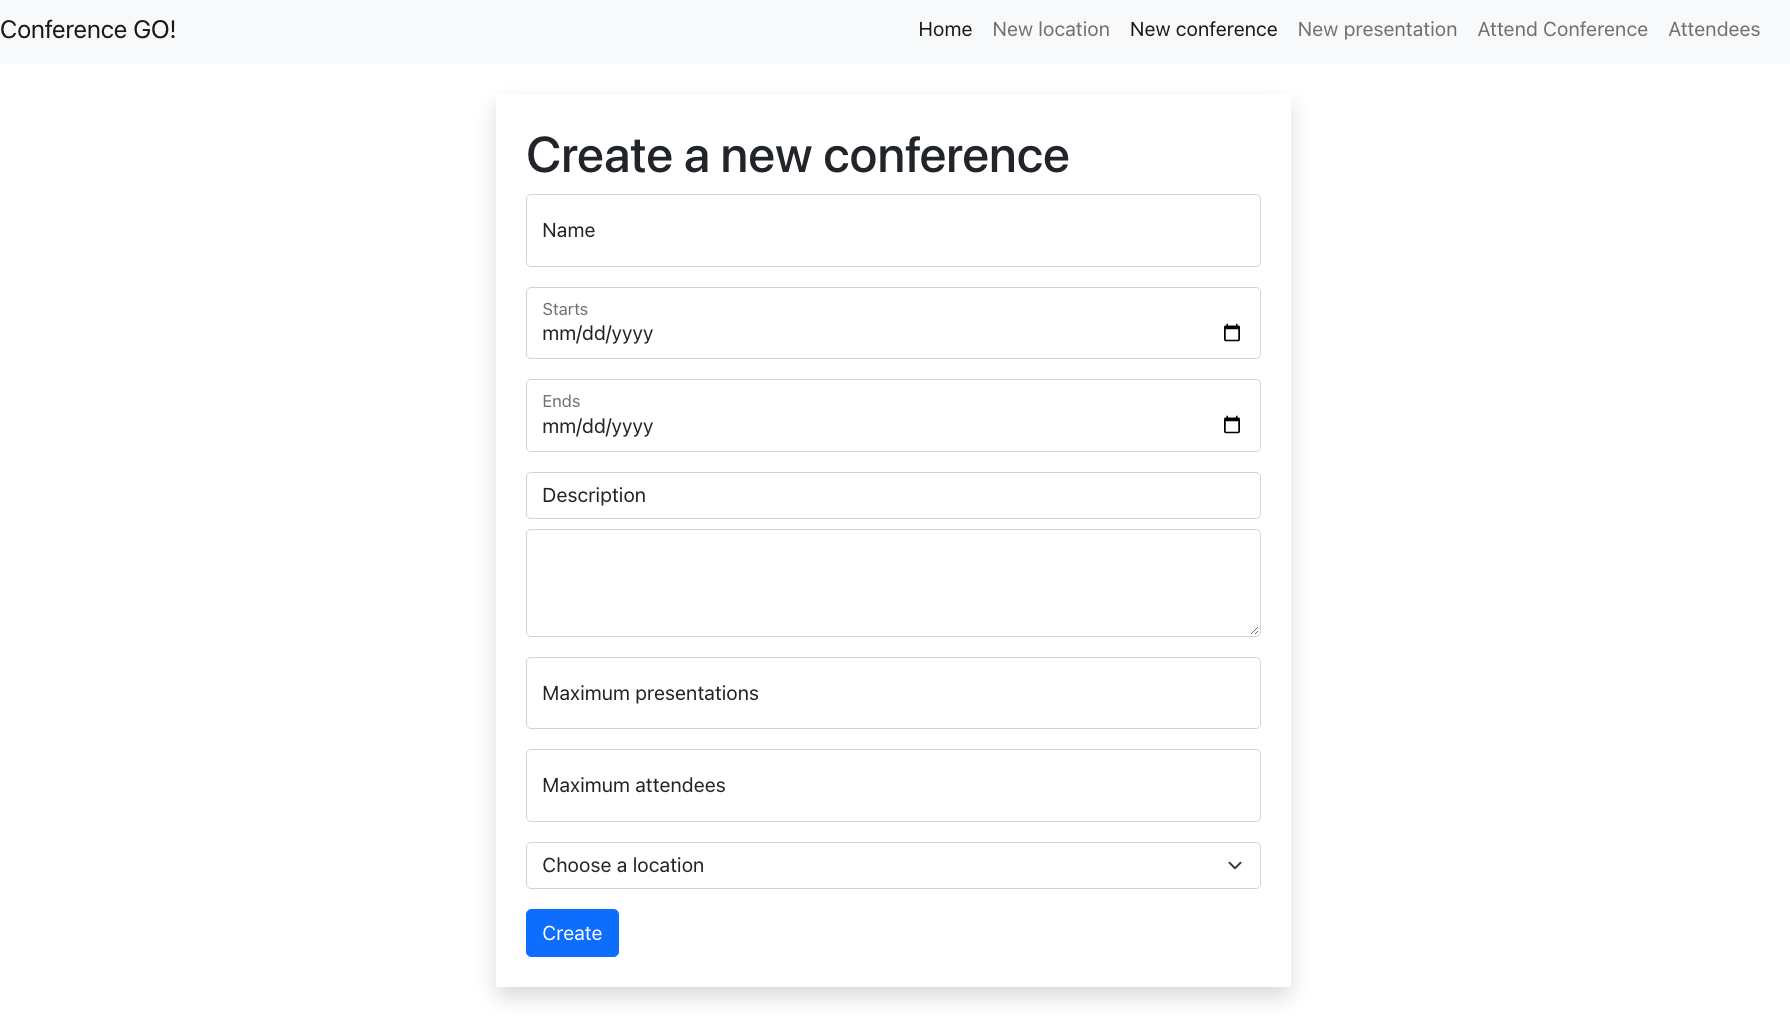 Conference GO! Home New location New conference New presentation Attend Conference Attendees
Create a new conference
Name
Starts
mm/dd/yyyy
Ends
mm/dd/yyyy
Description
Maximum presentations
Maximum attendees
Choose a location
Create